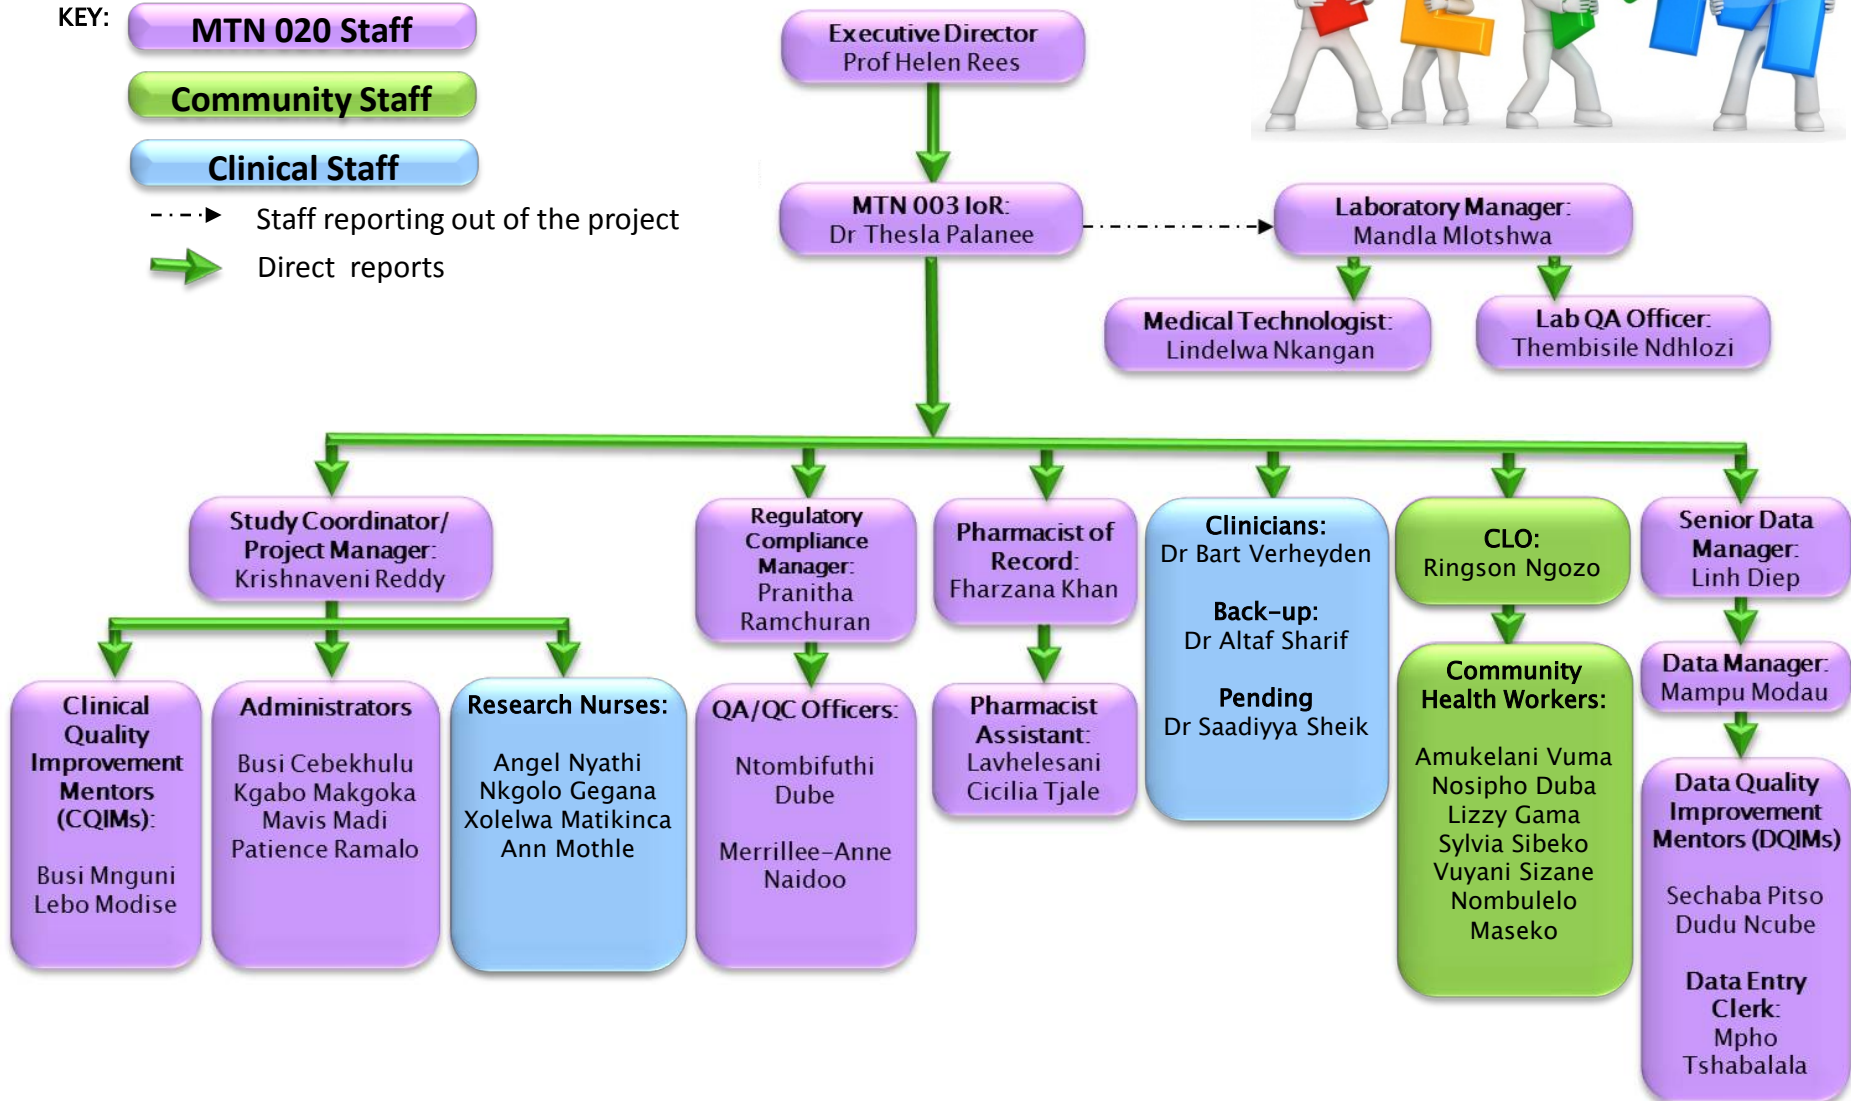 KEY:
MTN 020 Staff
Community Staff
Clinical Staff
Staff reporting out of the project
Direct reports
Executive Director
Prof Helen Rees
MTN 003 IoR:
Dr Thesla Palanee
Laboratory Manager:
Mandla Mlotshwa
Medical Technologist:
Lindelwa Nkangan
Lab QA Officer:
Thembisile Ndhlozi
Study Coordinator/
Project Manager:
Krishnaveni Reddy
Regulatory
Compliance
Manager:
Pranitha
Ramchuran
Pharmacist of
Record:
Fharzana Khan
Clinicians:
Dr Bart Verheyden
Back-up:
Dr Altaf Sharif
Pending
Dr Saadiyya Sheik
CLO:
Ringson Ngozo
Senior Data
Manager:
Linh Diep
Clinical
Quality
Improvement
Mentors
(CQIMs):
Busi Mnguni
Lebo Modise
Administrators
Busi Cebekhulu
Kgabo Makgoka
Mavis Madi
Patience Ramalo
Research Nurses:
Angel Nyathi
Nkgolo Gegana
Xolelwa Matikinca
Ann Mothle
QA/QC Officers:
Ntombifuthi
Dube
Merrillee-Anne
Naidoo
Pharmacist
Assistant:
Lavhelesani
Cicilia Tjale
Community
Health Workers:
Amukelani Vuma
Nosipho Duba
Lizzy Gama
Sylvia Sibeko
Vuyani Sizane
Nombulelo
Maseko
Data Manager:
Mampu Modau
Data Quality
Improvement
Mentors (DQIMs)
Sechaba Pitso
Dudu Ncube
Data Entry
Clerk:
Mpho
Tshabalala